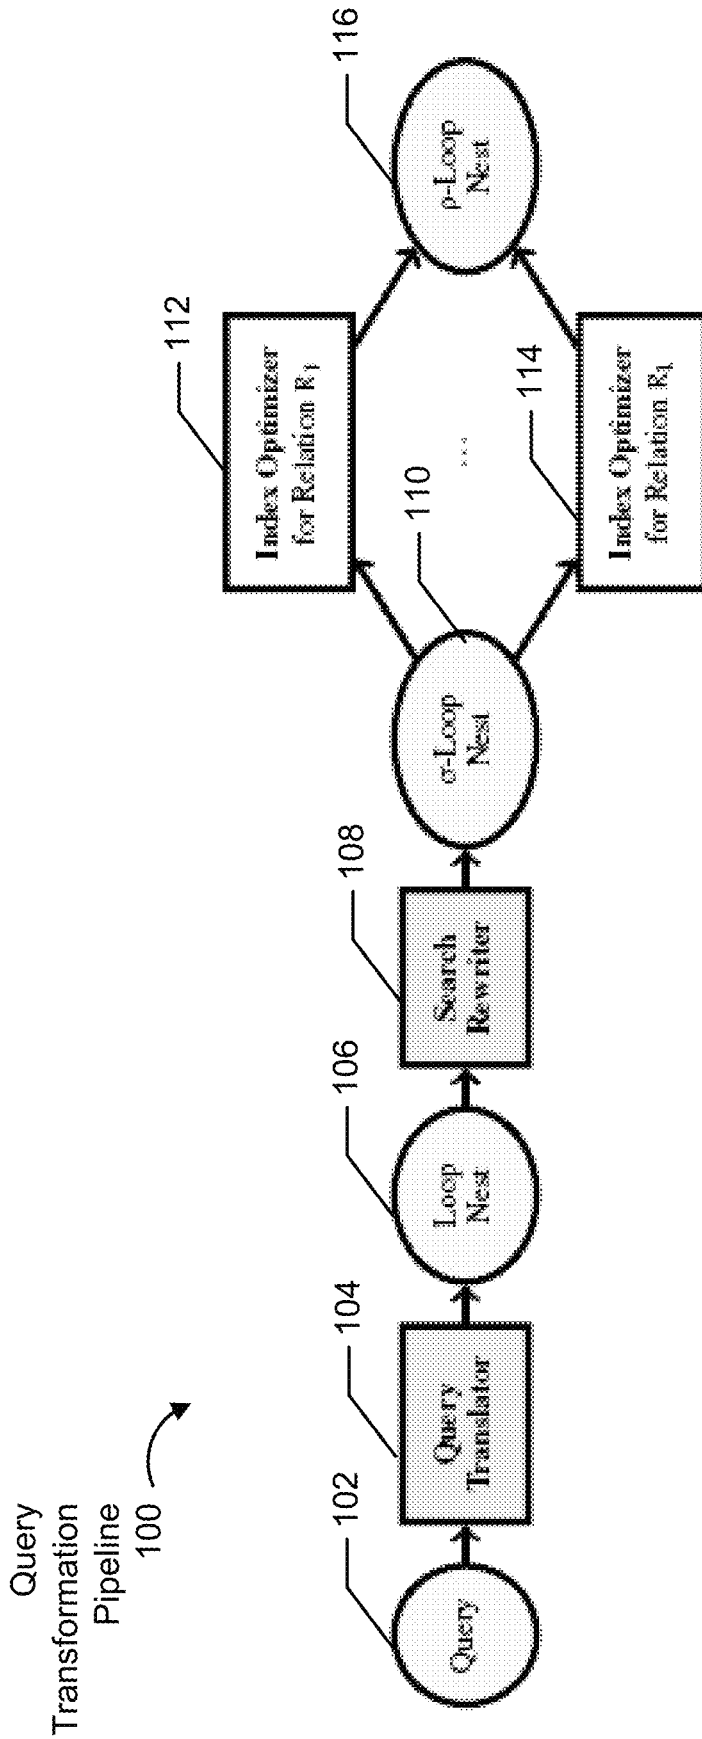 Query
Transformation
Pipeline
100
102
Query
104
Query
Translator
106
Loop
Nest
108
Search
Rewriter
110
σ-Loop
Nest
112
Index Optimizer
for Relation R₁
...
114
Index Optimizer
for Relation R₁
116
ρ-Loop
Nest